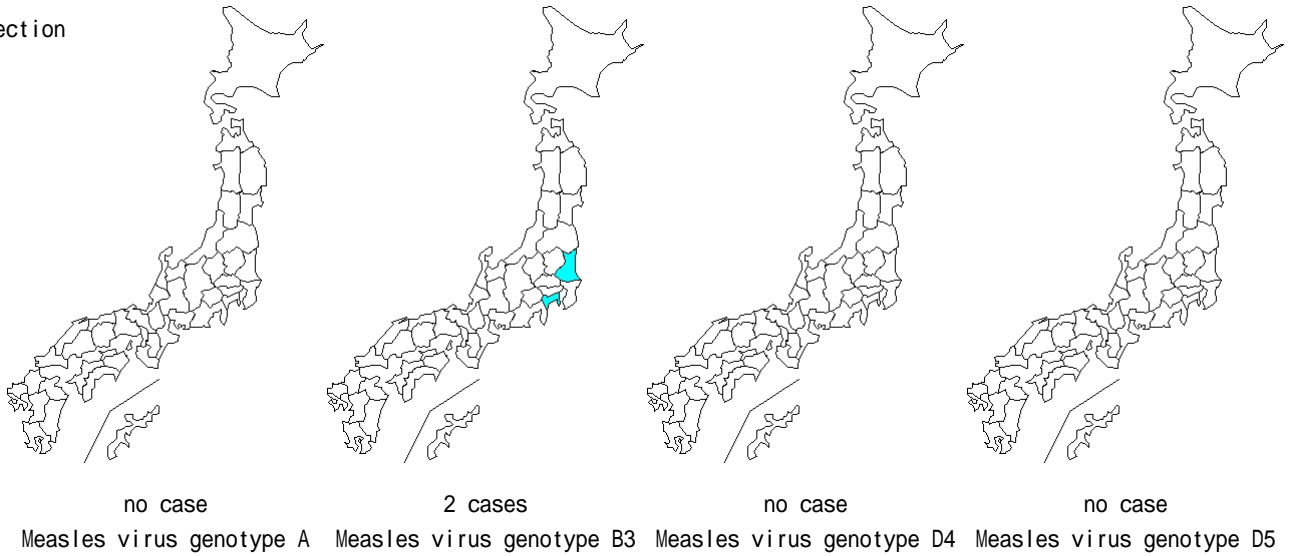 ection
no case 2 cases no case no case
Measles virus genotype A Measles virus genotype B3 Measles virus genotype D4 Measles virus genotype D5